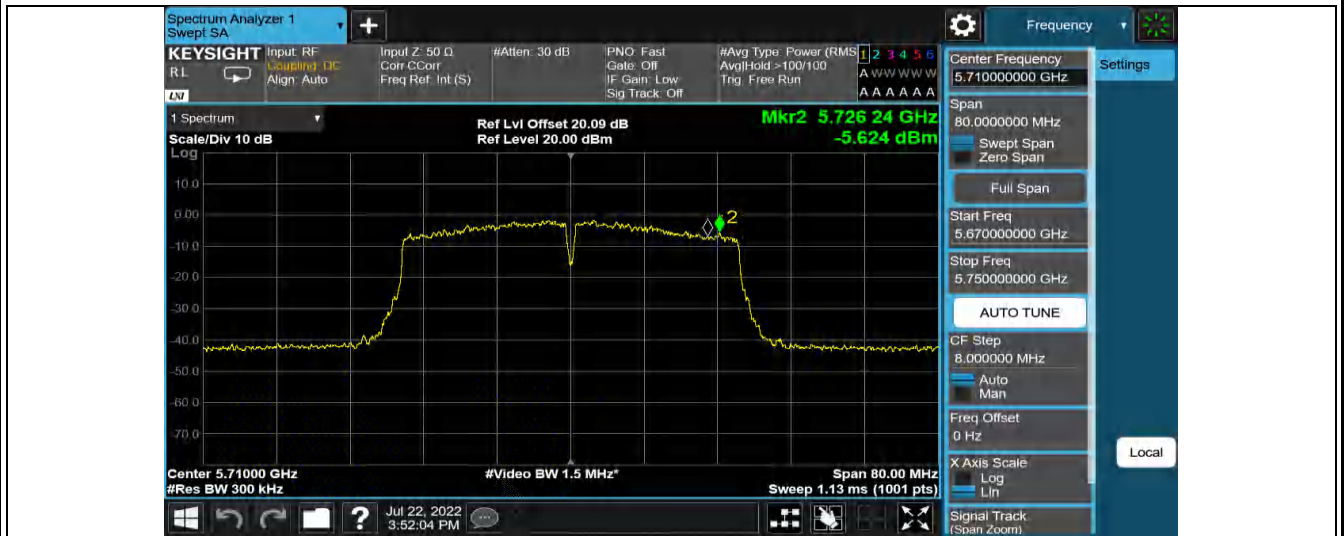 Spectrum Analyzer 1
Swept SA
+
Frequency
KEYSIGHT
RL
LXI
Input: RF
Coupling: DC
Align: Auto
Input Z: 50 Ω
Corr CCorr
Freq Ref: Int (S)
#Atten: 30 dB
PNO: Fast
Gate: Off
IF Gain: Low
Sig Track: Off
#Avg Type: Power (RMS
Avg|Hold:>100/100
Trig: Free Run
1 2 3 4 5 6
A W W W W W
A A A A A A
1 Spectrum
Scale/Div 10 dB
Ref Lvl Offset 20.09 dB
Ref Level 20.00 dBm
Mkr2 5.726 24 GHz
-5.624 dBm
Log
10.0
0.00
-10.0
-20.0
-30.0
-40.0
-50.0
-60.0
-70.0
2
Center 5.71000 GHz
#Res BW 300 kHz
#Video BW 1.5 MHz*
Span 80.00 MHz
Sweep 1.13 ms (1001 pts)
?
Jul 22, 2022
3:52:04 PM
Center Frequency
5.710000000 GHz
Settings
Span
80.0000000 MHz
Swept Span
Zero Span
Full Span
Start Freq
5.670000000 GHz
Stop Freq
5.750000000 GHz
AUTO TUNE
CF Step
8.000000 MHz
Auto
Man
Freq Offset
0 Hz
X Axis Scale
Log
Lin
Local
Signal Track
(Span Zoom)